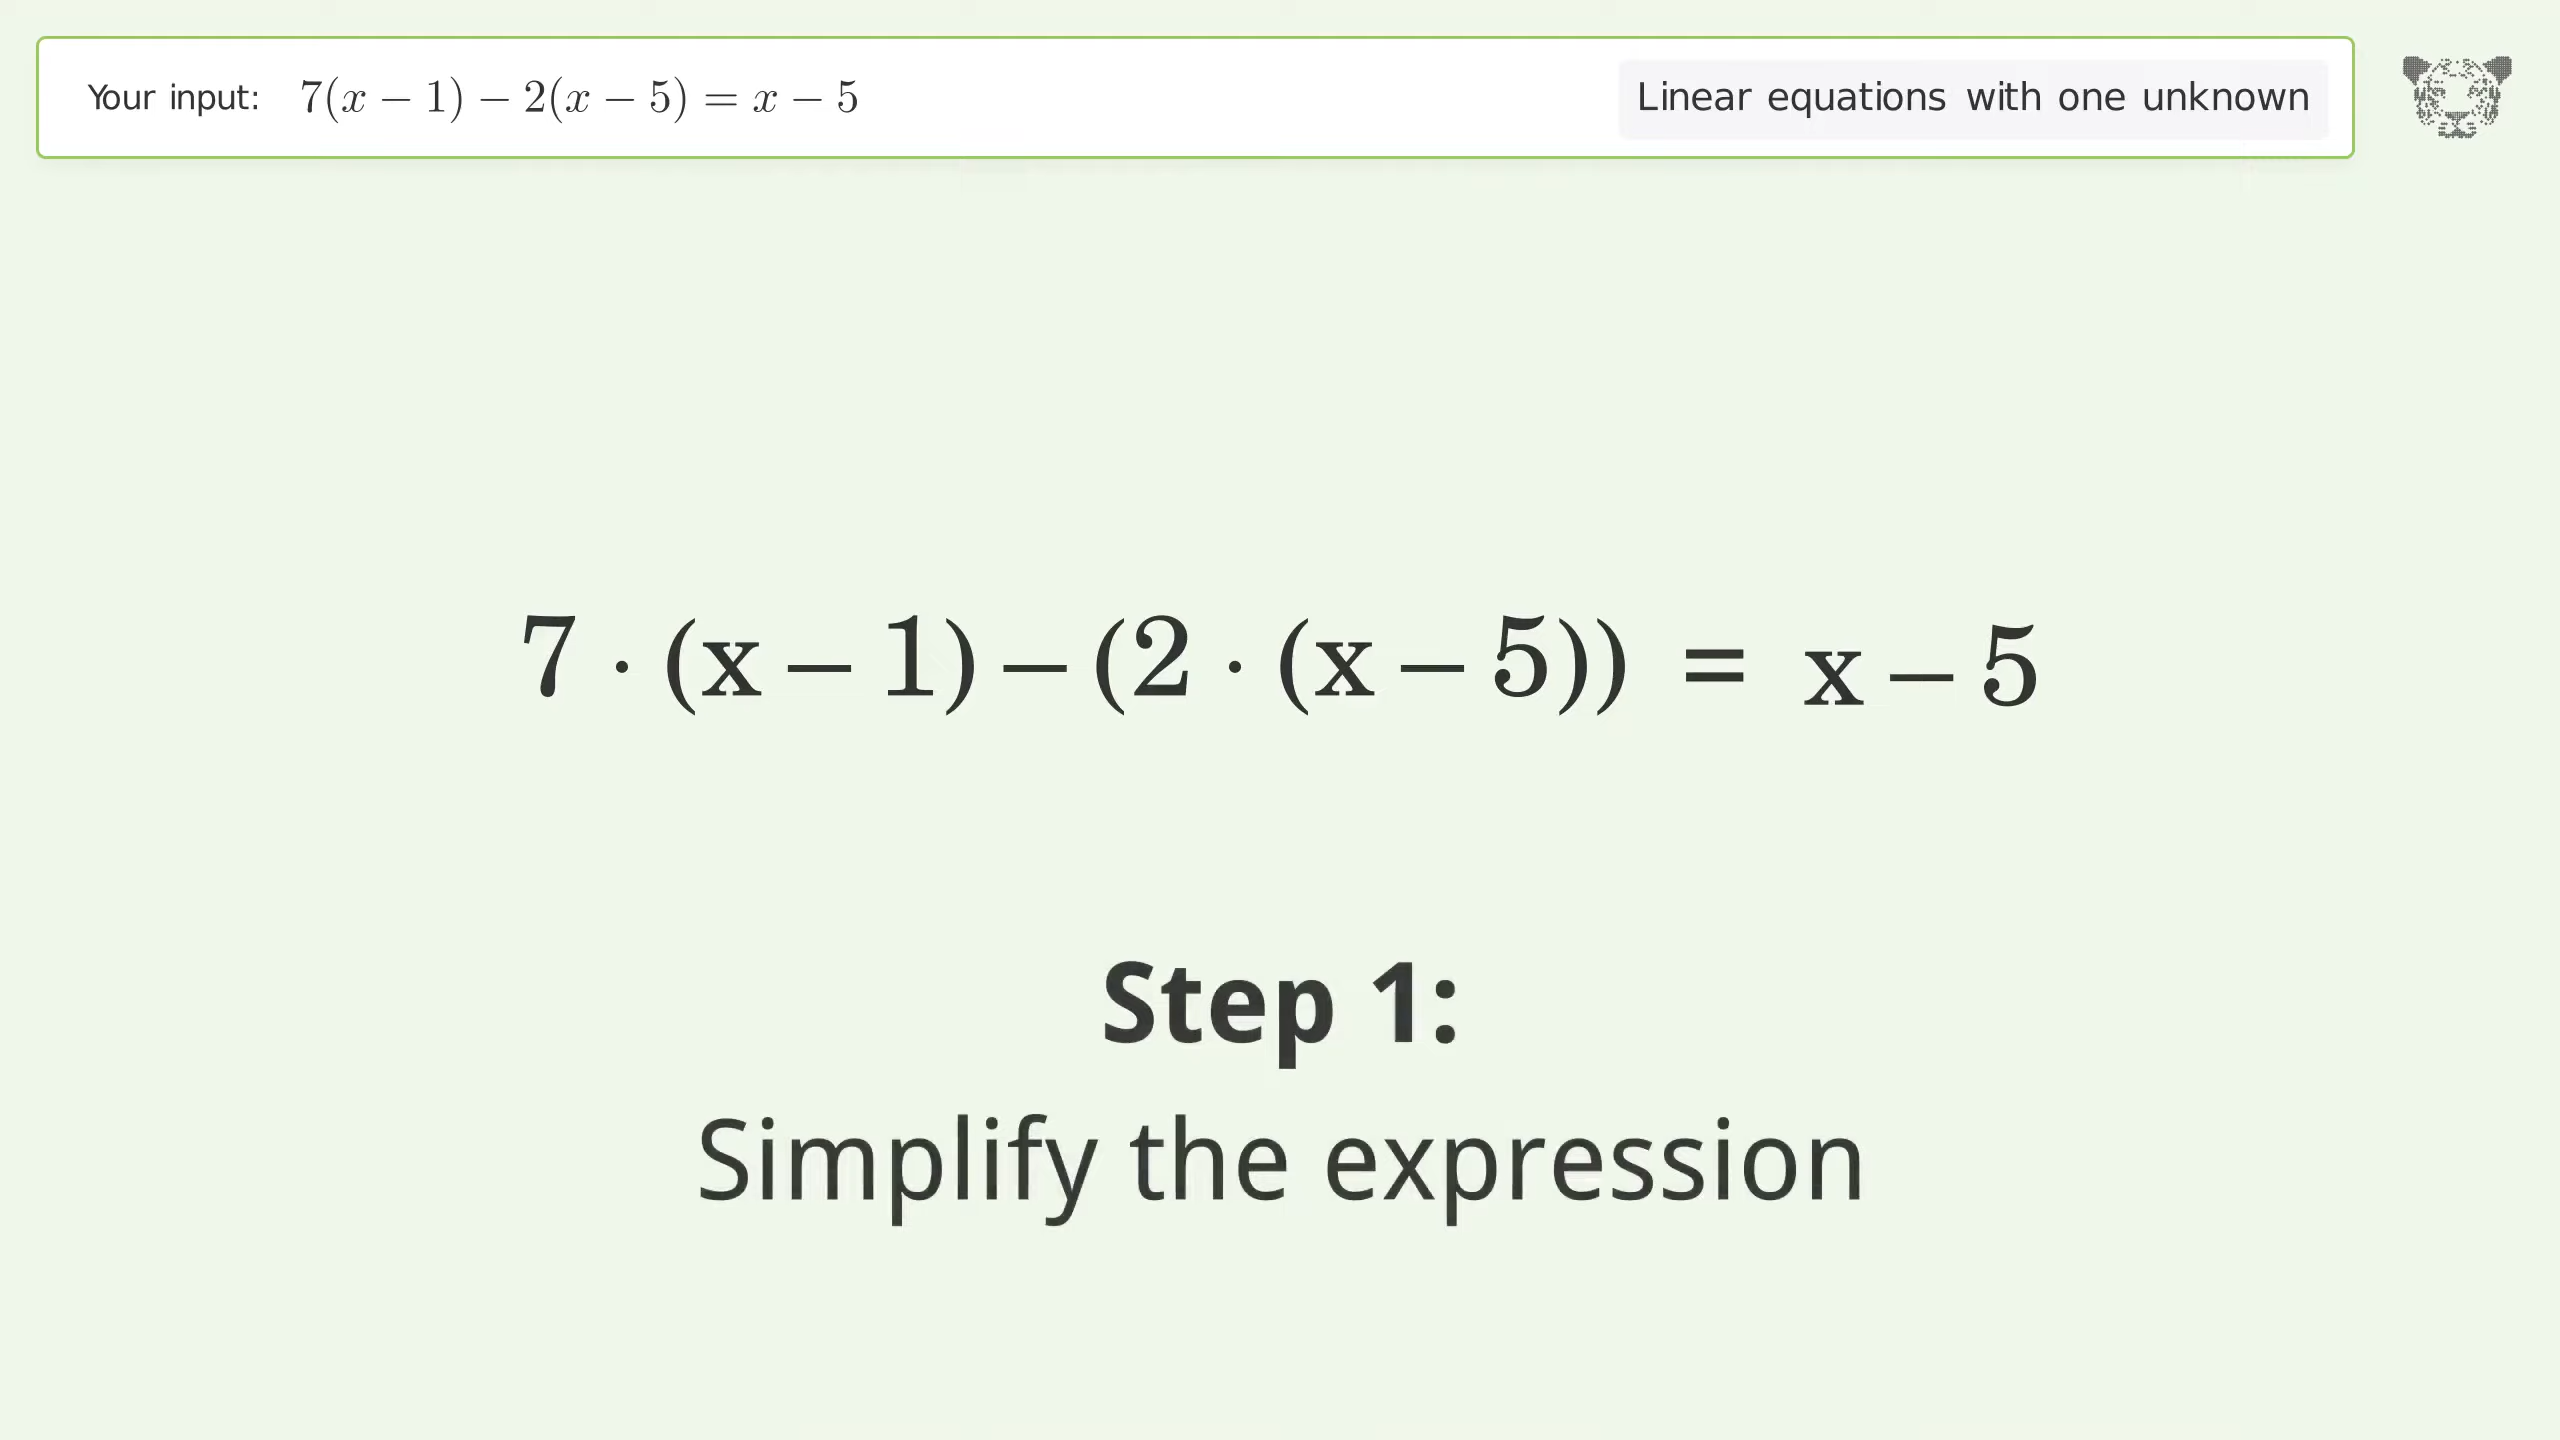 Your input: 7(x − 1) − 2(x − 5) = x − 5
Linear equations with one unknown
7 · (x − 1) − (2 · (x − 5)) = x − 5
Step 1:
Simplify the expression